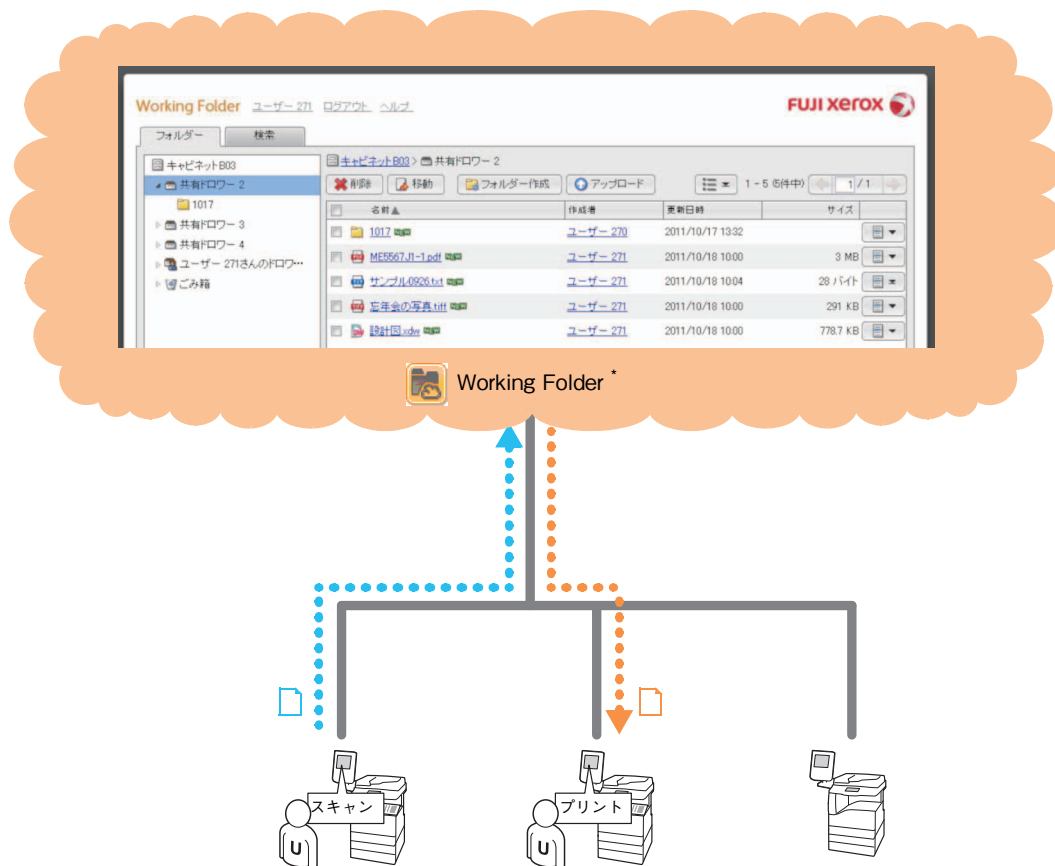 Working Folder ユーザー 271 ログアウト ヘルプ FUJI xerox
フォルダー 検索
キャビネットB03
共有ドロワー 2
1017
共有ドロワー 3
共有ドロワー 4
ユーザー 271さんのドロワ…
ごみ箱
キャビネットB03 > 共有ドロワー 2
削除 移動 フォルダー作成 アップロード 1 - 5 (5件中) 1 / 1
名前▲ 作成者 更新日時 サイズ
1017 ユーザー 270 2011/10/17 13:32
ME5567J1-1.pdf ユーザー 271 2011/10/18 10:00 3 MB
サンプル0926.txt ユーザー 271 2011/10/18 10:04 28 バイト
忘年会の写真.tiff ユーザー 271 2011/10/18 10:00 291 KB
設計図.xdw ユーザー 271 2011/10/18 10:00 778.7 KB
Working Folder *
スキャン
プリント
U
U